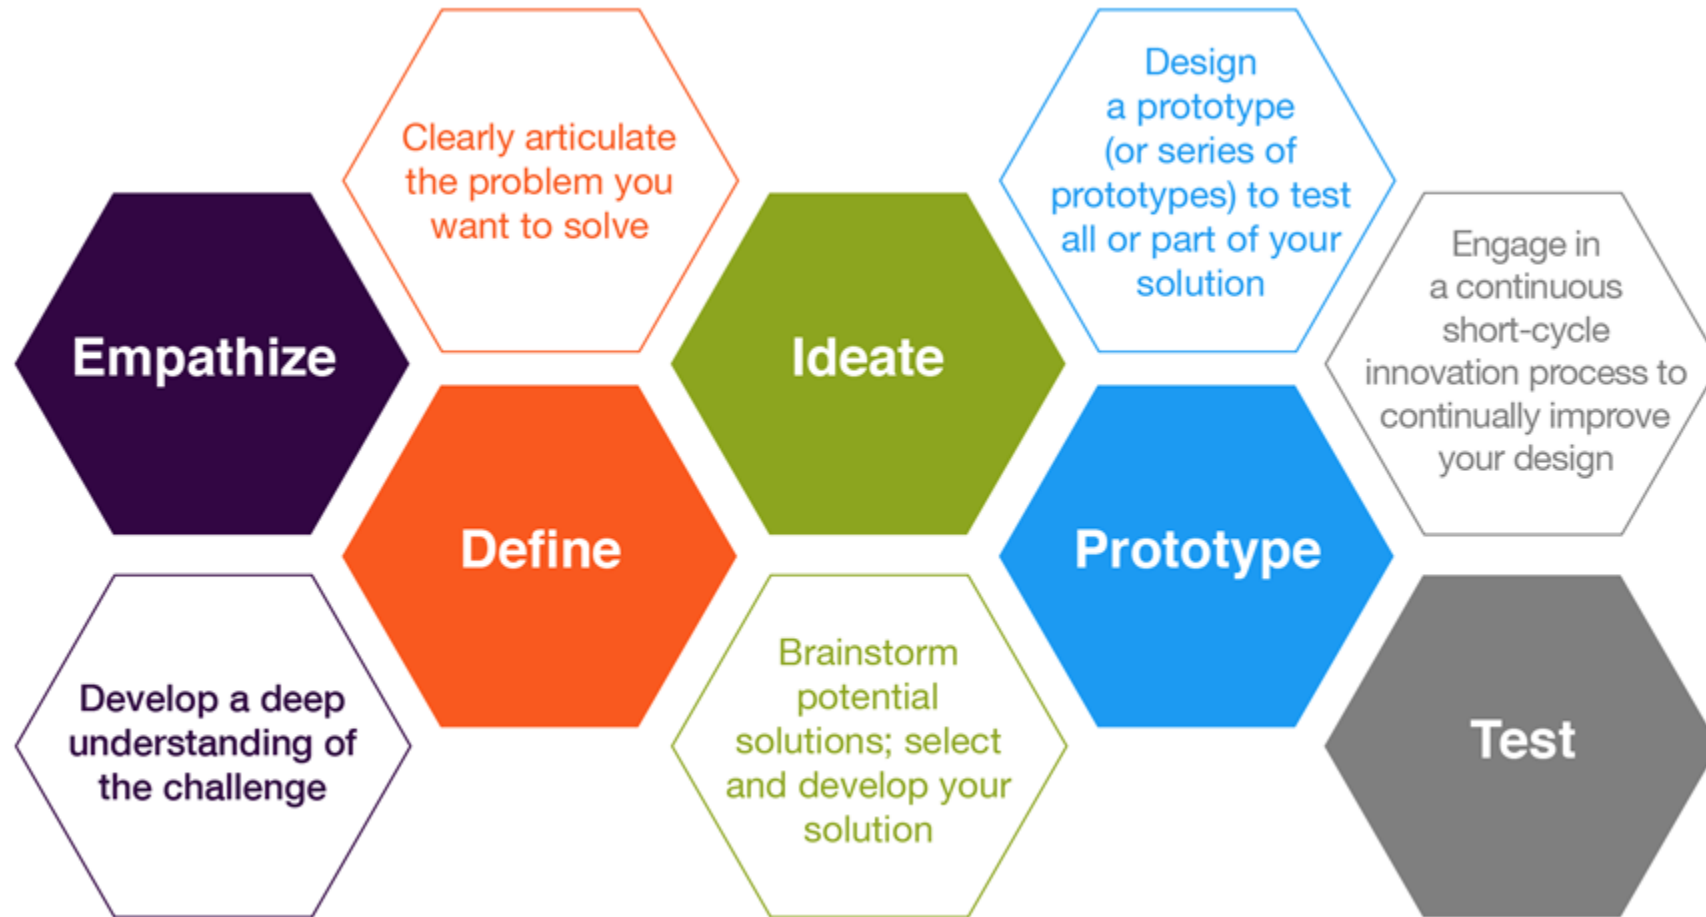 Empathize
Develop a deep
understanding of
the challenge
Clearly articulate
the problem you
want to solve
Define
Ideate
Brainstorm
potential
solutions; select
and develop your
solution
Design
a prototype
(or series of
prototypes) to test
all or part of your
solution
Prototype
Engage in
a continuous
short-cycle
innovation process to
continually improve
your design
Test